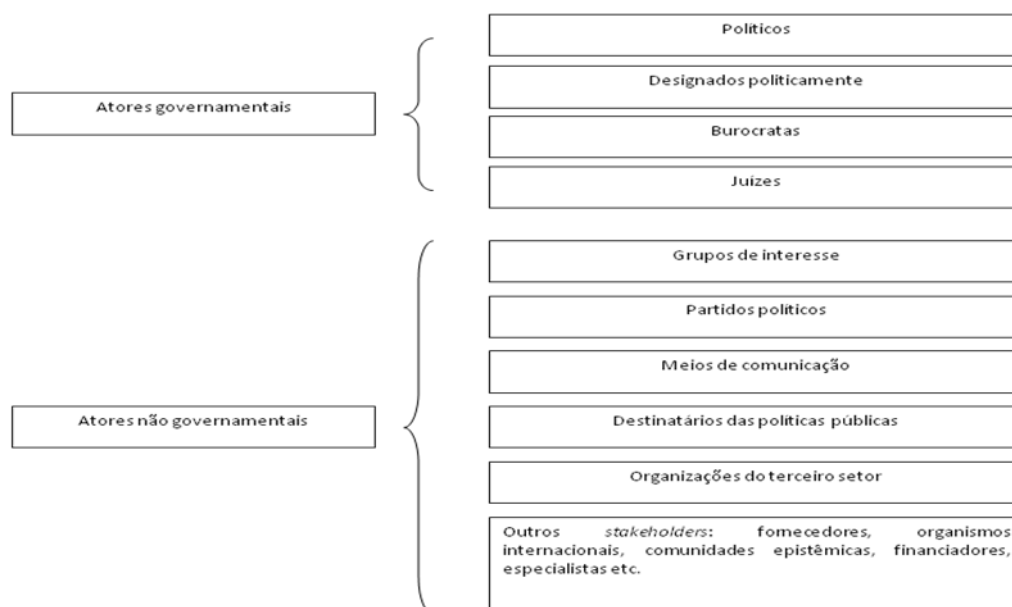 Políticos
Designados políticamente
Atores governamentais
Burocratas
Juízes
Grupos de interesse
Partidos políticos
Meios de comunicação
Atores não governamentais
Destinatários das políticas públicas
Organizações do terceiro setor
Outros stakeholders: fornecedores, organismos
internacionais, comunidades epistêmicas, financiadores,
especialistas etc.